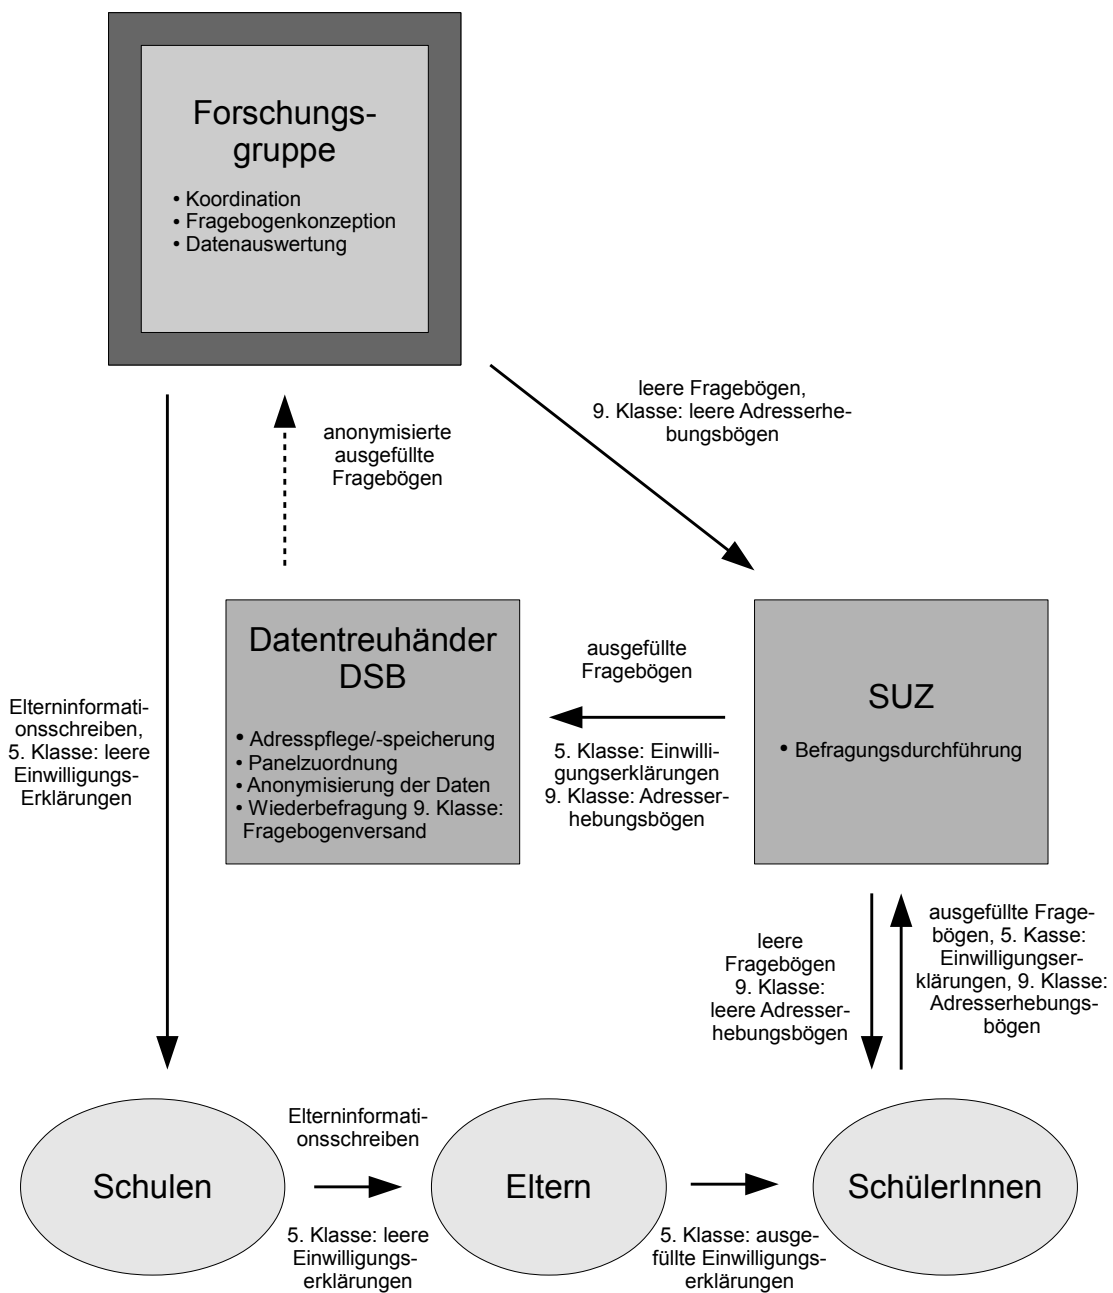 Forschungs-
gruppe
• Koordination
• Fragebogenkonzeption
• Datenauswertung
leere Fragebögen,
9. Klasse: leere Adresserhe-
bungsbögen
anonymisierte
ausgefüllte
Fragebögen
Datentreuhänder
DSB
• Adresspflege/-speicherung
• Panelzuordnung
• Anonymisierung der Daten
• Wiederbefragung 9. Klasse:
Fragebogenversand
ausgefüllte
Fragebögen
5. Klasse: Einwilli-
gungserklärungen
9. Klasse: Adresser-
hebungsbögen
SUZ
• Befragungsdurchführung
Elterninformati-
onsschreiben,
5. Klasse: leere
Einwilligungs-
Erklärungen
leere
Fragebögen
9. Klasse:
leere Adresser-
hebungsbögen
ausgefüllte Frage-
bögen, 5. Kasse:
Einwilligungser-
klärungen, 9. Klasse:
Adresserhebungs-
bögen
Schulen
Elterninformati-
onsschreiben
5. Klasse: leere
Einwilligungs-
erklärungen
Eltern
5. Klasse: ausge-
füllte Einwilligungs-
erklärungen
SchülerInnen